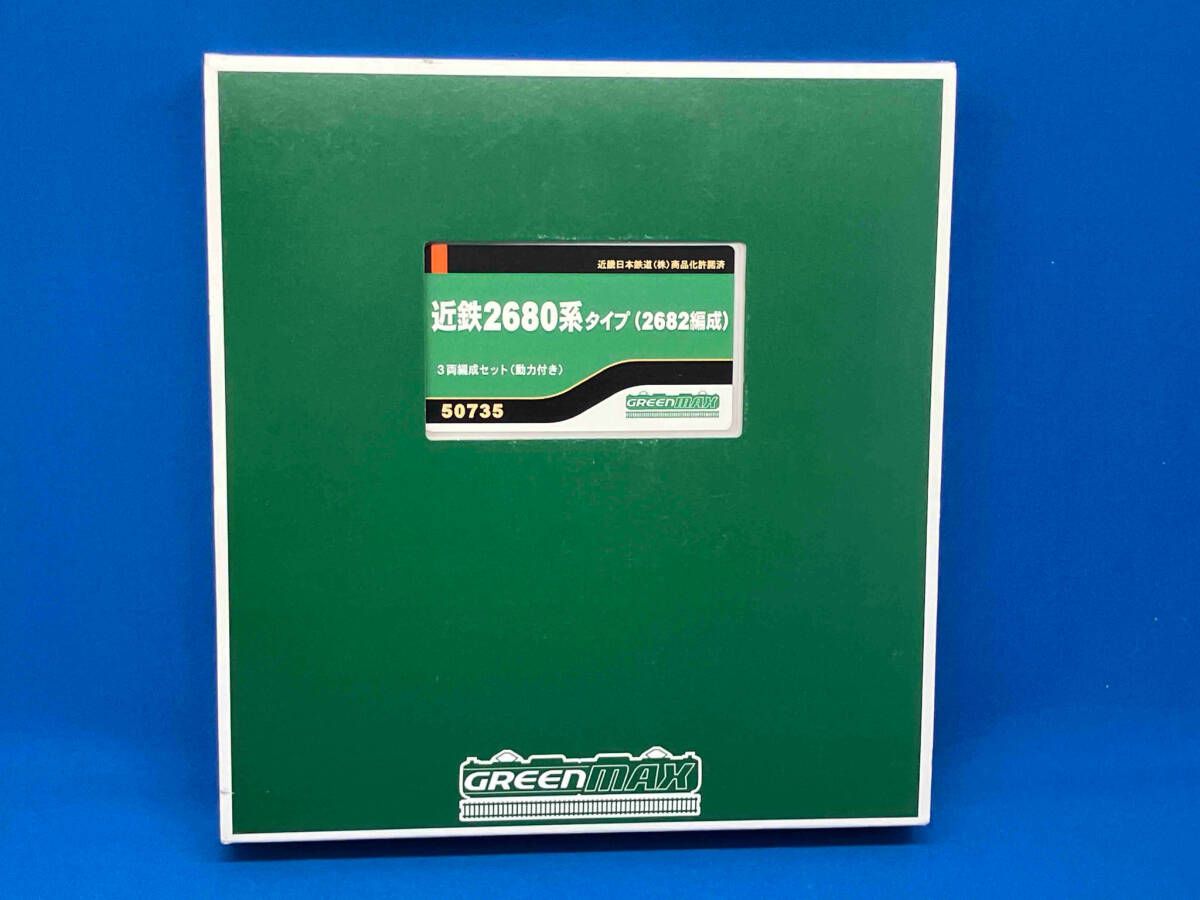 近畿日本鉄道(株)商品化許諾済
近鉄2680系タイプ(2682編成)
3両編成セット(動力付き)
50735
GREENMAX
GREENMAX